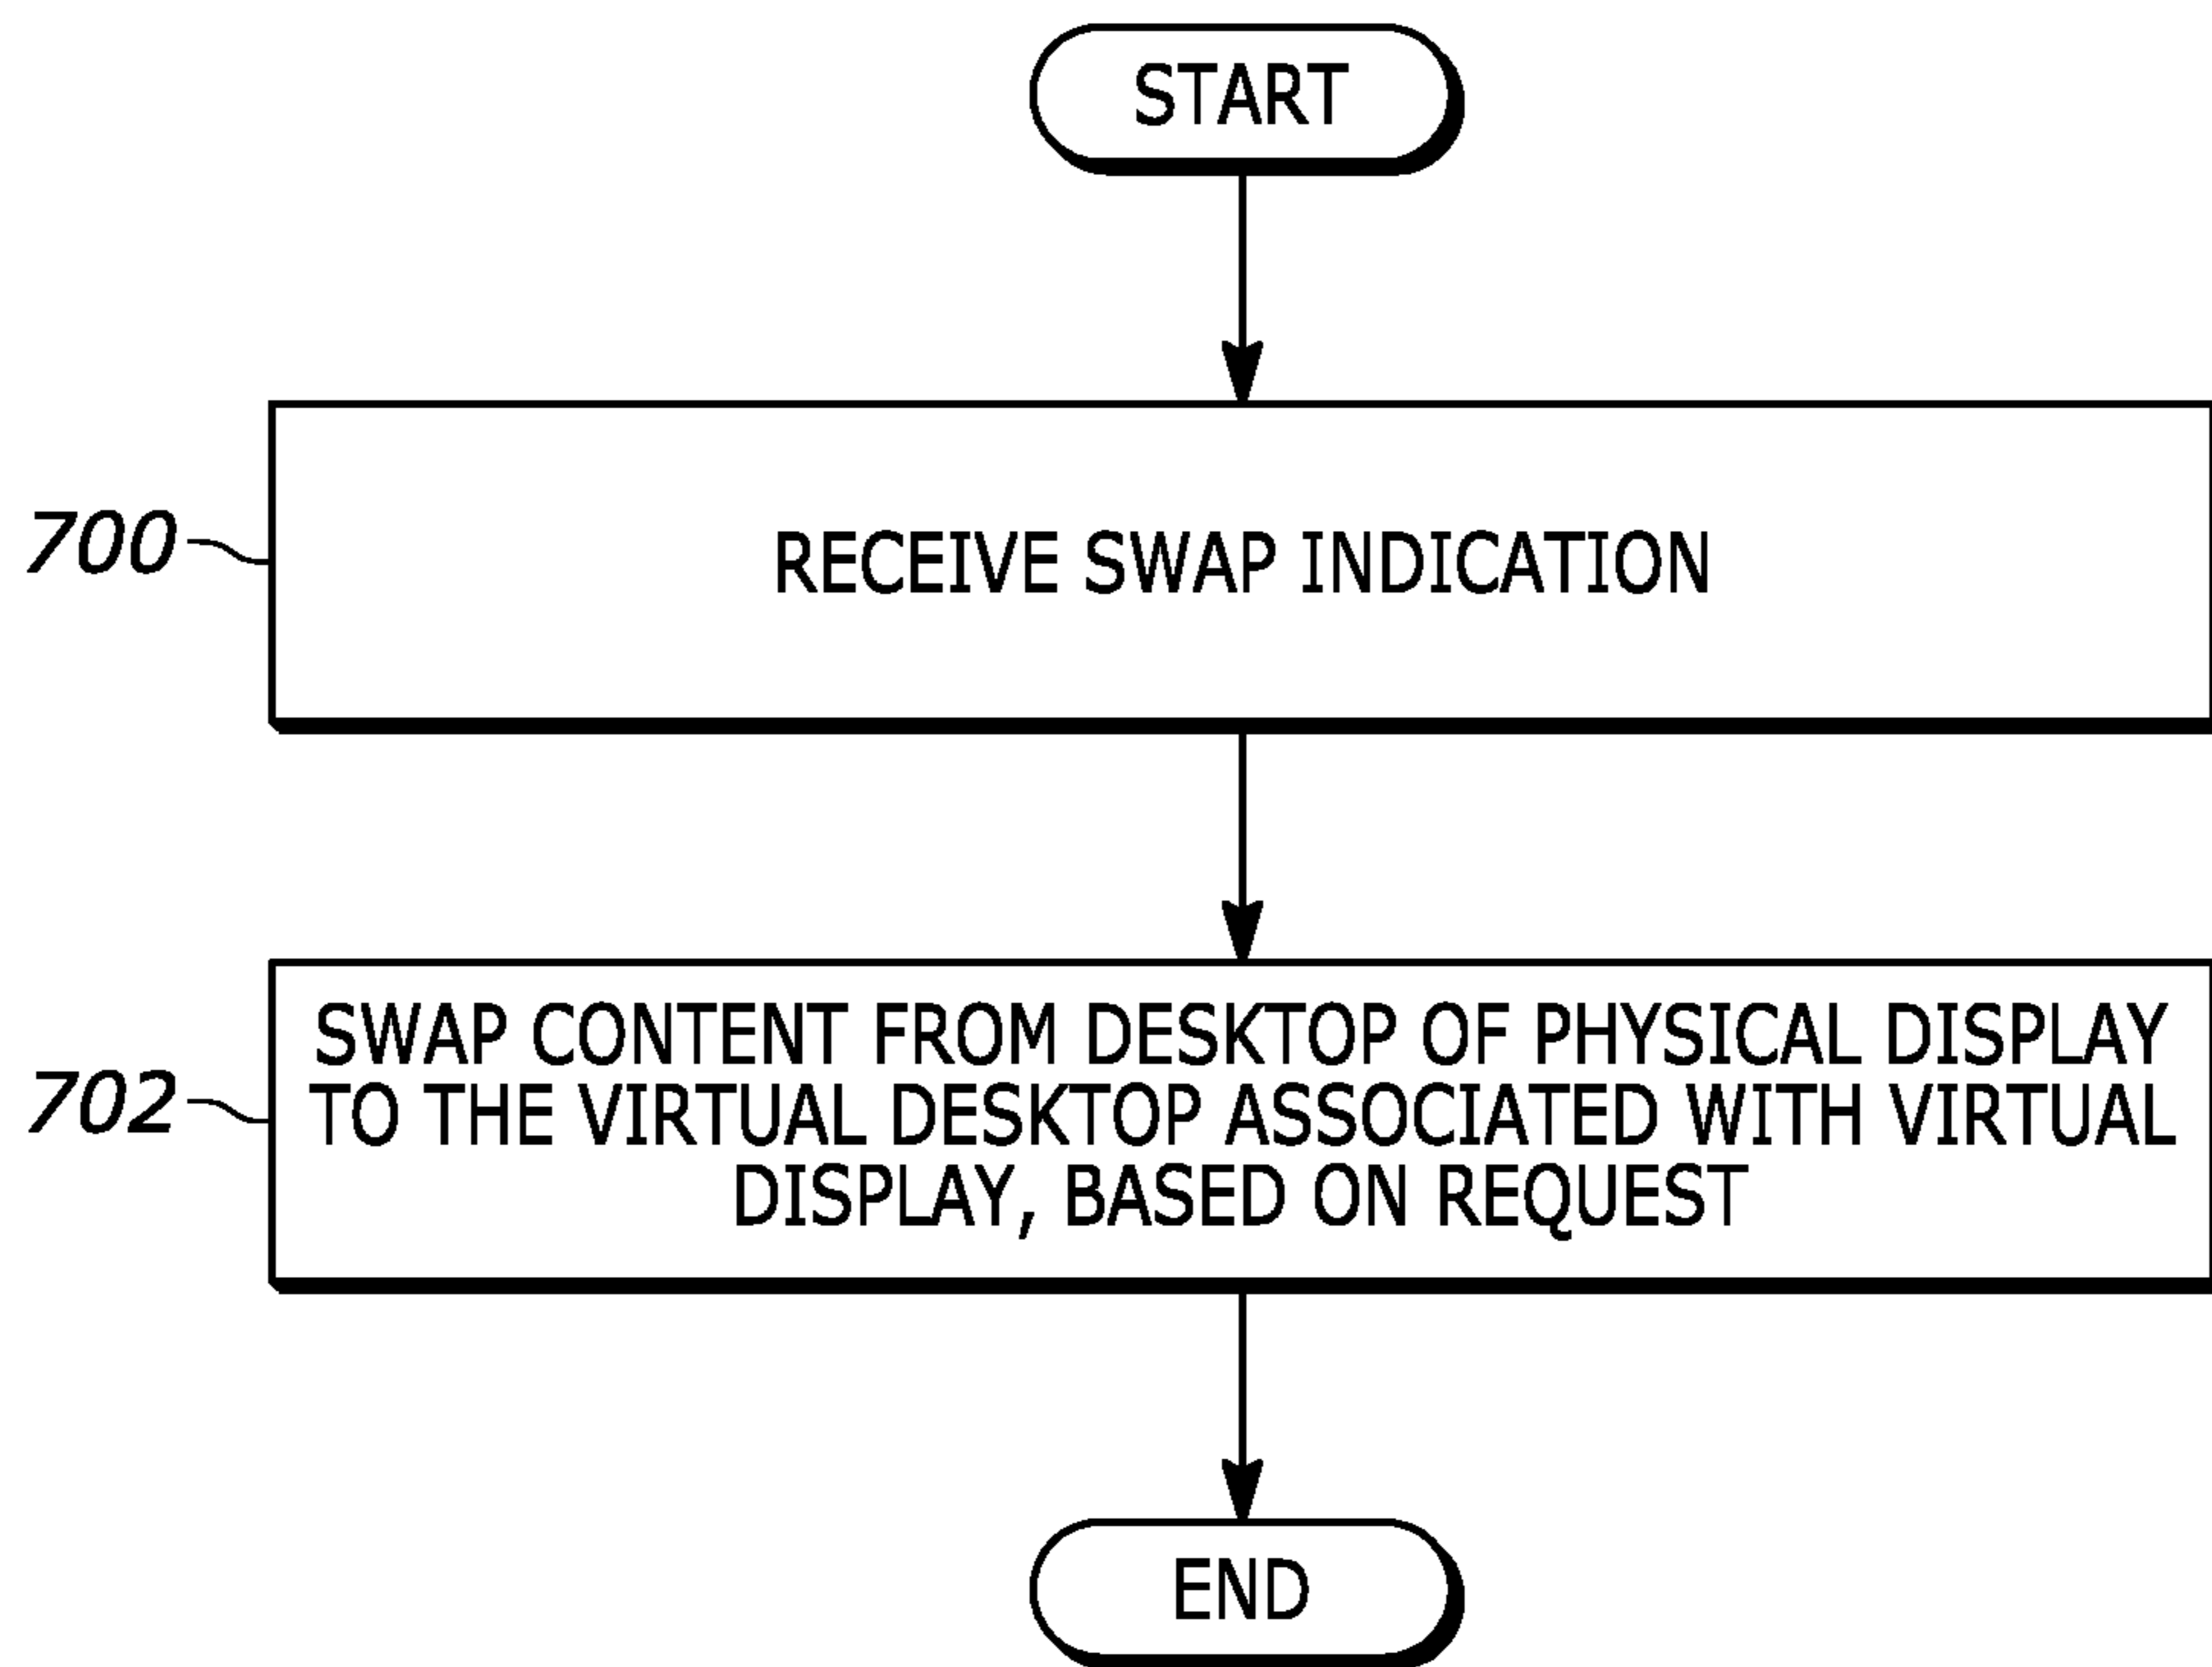 START
700
RECEIVE SWAP INDICATION
702
SWAP CONTENT FROM DESKTOP OF PHYSICAL DISPLAY
TO THE VIRTUAL DESKTOP ASSOCIATED WITH VIRTUAL
DISPLAY, BASED ON REQUEST
END